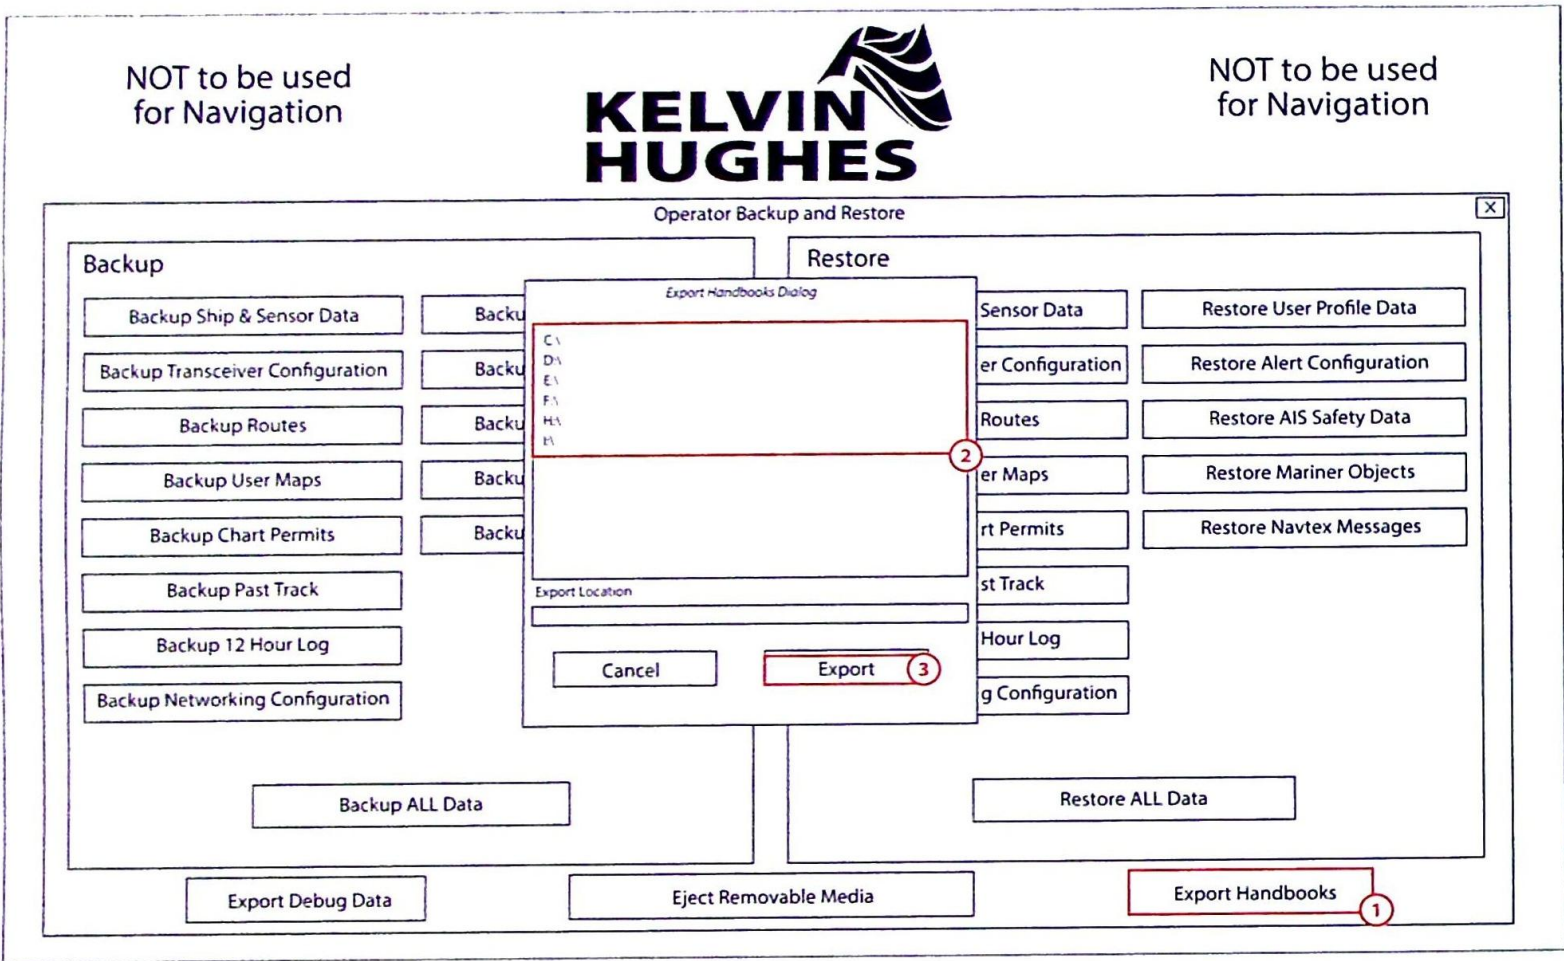 NOT to be used
for Navigation
KELVIN
HUGHES
NOT to be used
for Navigation
Operator Backup and Restore
X
Backup
Backup Ship & Sensor Data
Backup Transceiver Configuration
Backup Routes
Backup User Maps
Backup Chart Permits
Backup Past Track
Backup 12 Hour Log
Backup Networking Configuration
Backu
Backu
Backu
Backu
Backu
Backup ALL Data
Export Handbooks Dialog
C:\
D:\
E:\
F:\
H:\
I:\
2
Export Location
Cancel
Export
3
Restore
Sensor Data
er Configuration
Routes
er Maps
rt Permits
st Track
Hour Log
g Configuration
Restore User Profile Data
Restore Alert Configuration
Restore AIS Safety Data
Restore Mariner Objects
Restore Navtex Messages
Restore ALL Data
Export Debug Data
Eject Removable Media
Export Handbooks
1